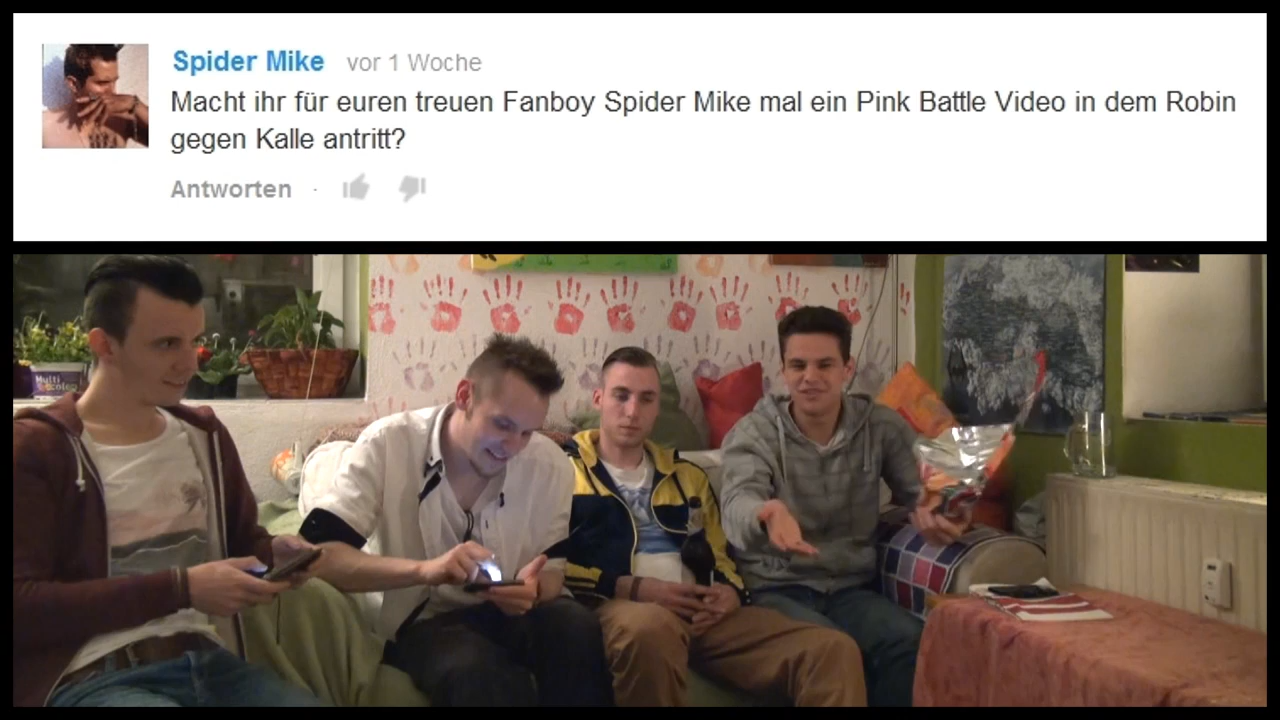 Spider Mike vor 1 Woche
Macht ihr für euren treuen Fanboy Spider Mike mal ein Pink Battle Video in dem Robin
gegen Kalle antritt?
Antworten ·
Multi